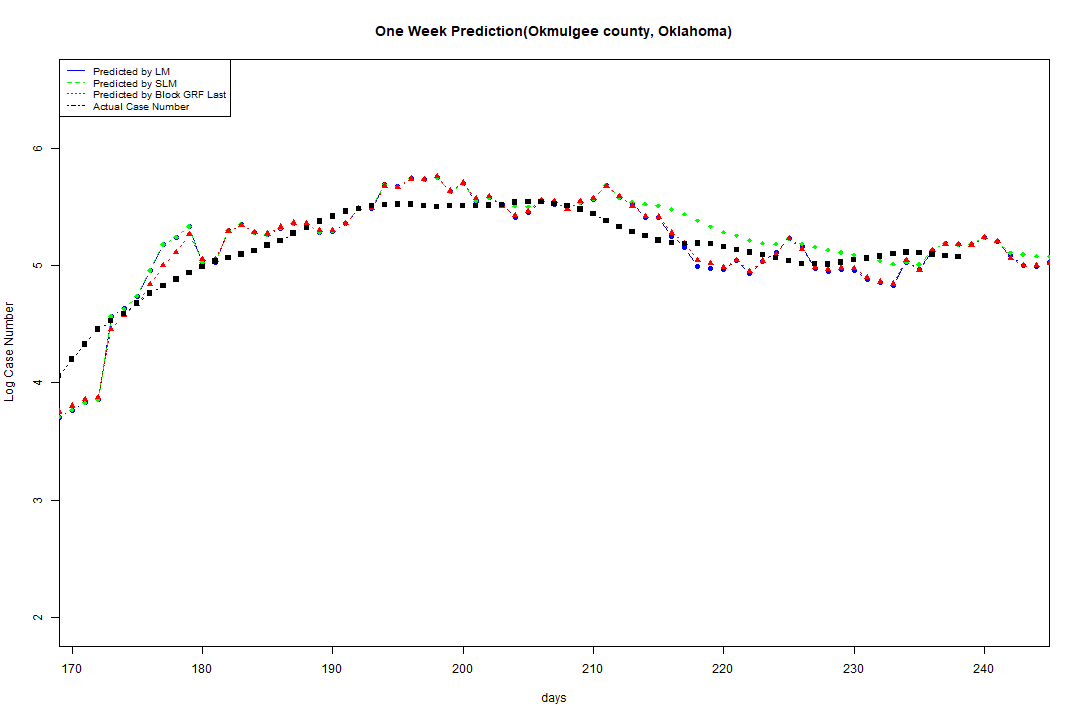 One Week Prediction(Okmulgee county, Oklahoma)
Predicted by LM
Predicted by SLM
Predicted by Block GRF Last
Actual Case Number
6
5
4
3
2
Log Case Number
170 180 190 200 210 220 230 240
days